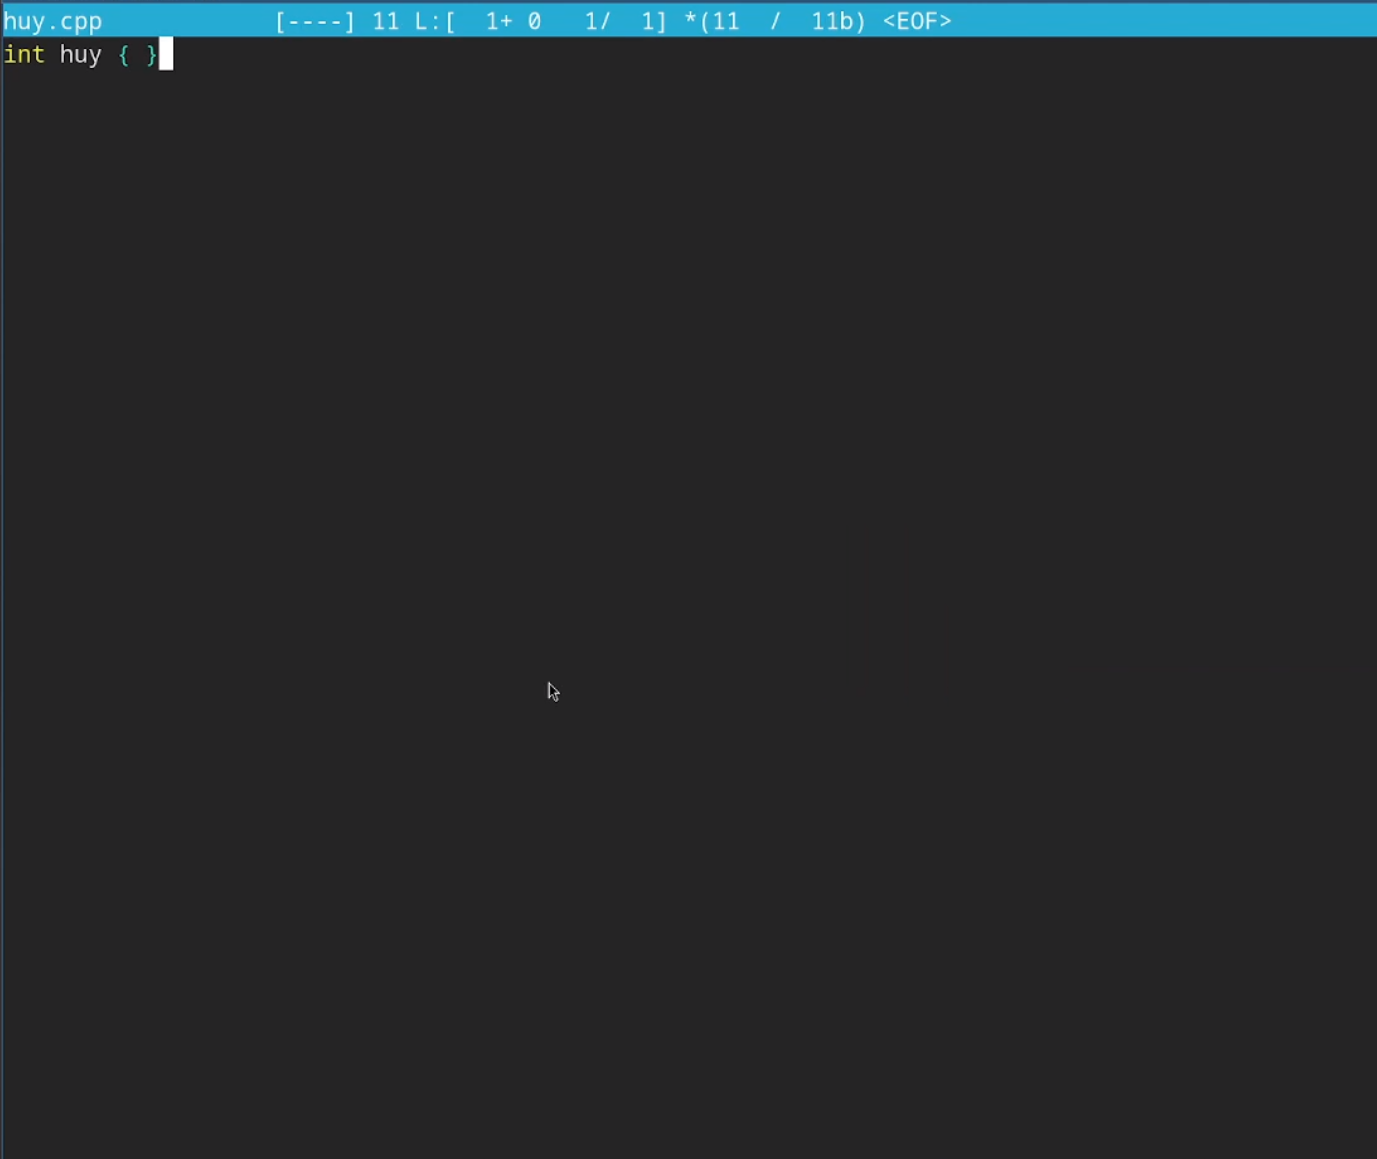 huy.cpp [----] 11 L:[ 1+ 0 1/ 1] *(11 / 11b) <EOF>
int huy { }